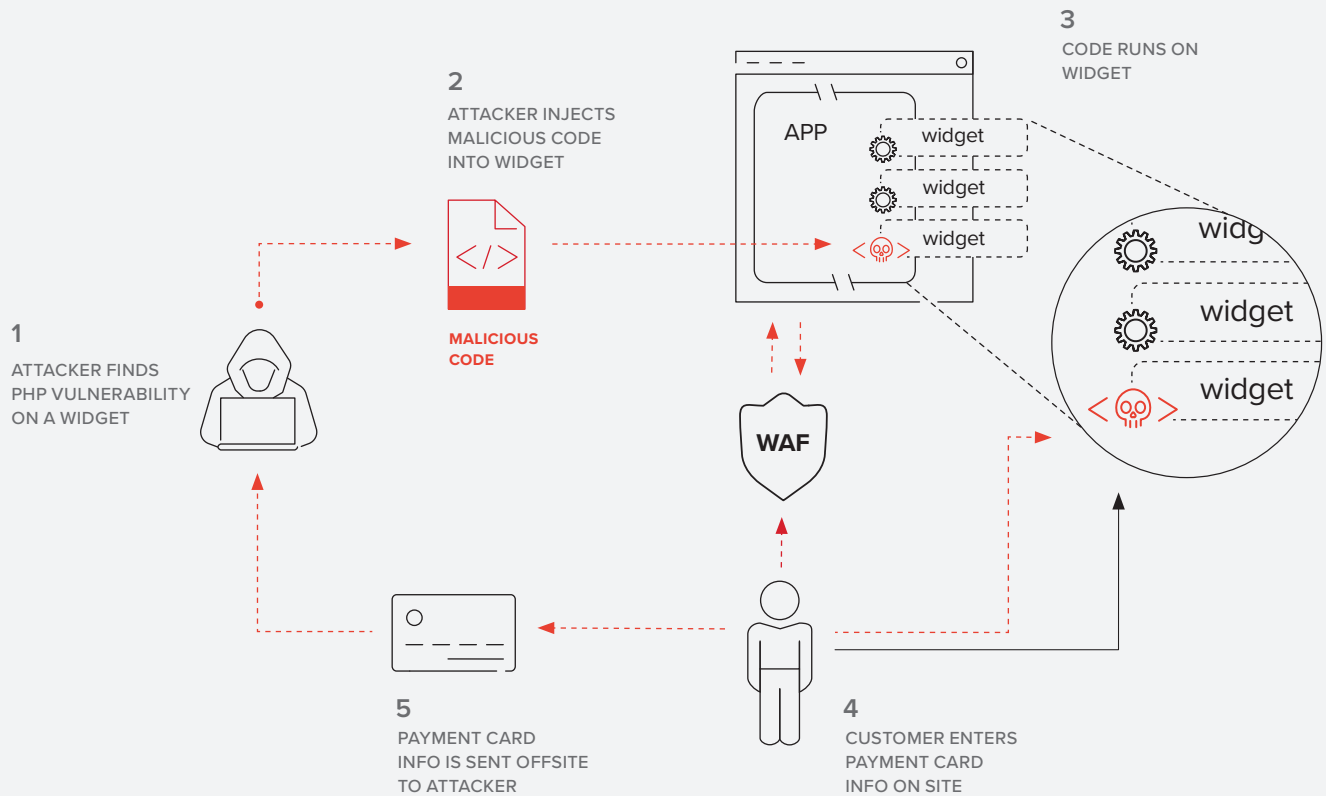 1
ATTACKER FINDS
PHP VULNERABILITY
ON A WIDGET
2
ATTACKER INJECTS
MALICIOUS CODE
INTO WIDGET
</>
MALICIOUS
CODE
3
CODE RUNS ON
WIDGET
APP
widget
widget
widget
< >
widg
widget
widget
< >
WAF
4
CUSTOMER ENTERS
PAYMENT CARD
INFO ON SITE
5
PAYMENT CARD
INFO IS SENT OFFSITE
TO ATTACKER